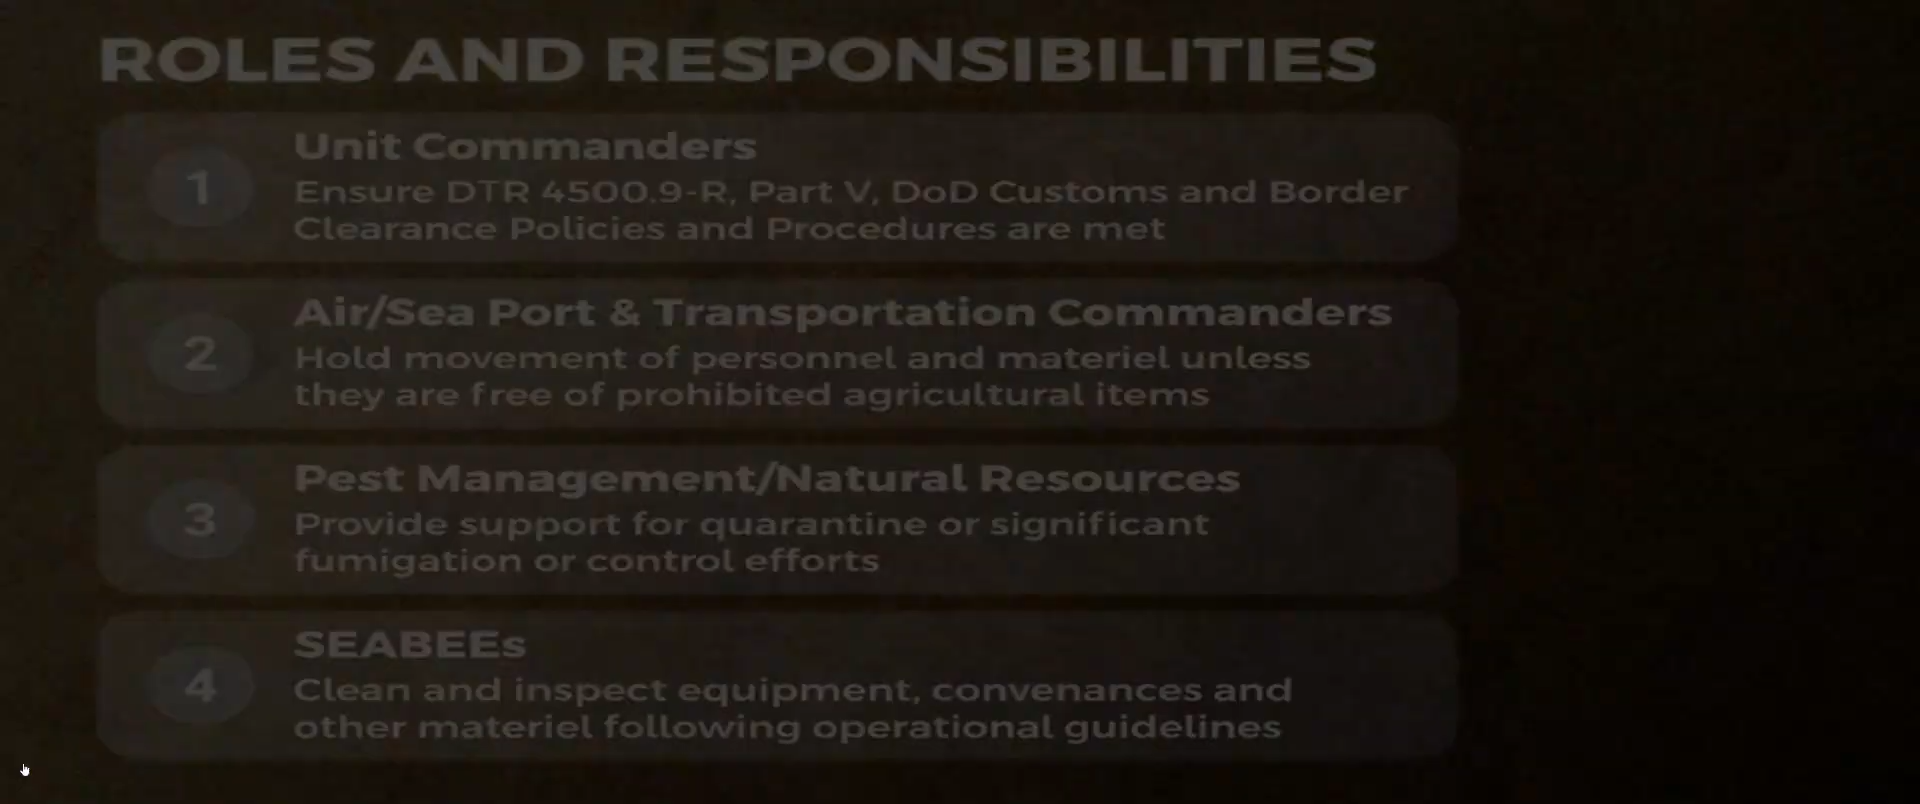 ROLES AND RESPONSIBILITIES
1
Unit Commanders
Ensure DTR 4500.9-R, Part V, DoD Customs and Border
Clearance Policies and Procedures are met
2
Air/Sea Port & Transportation Commanders
Hold movement of personnel and materiel unless
they are free of prohibited agricultural items
3
Pest Management/Natural Resources
Provide support for quarantine or significant
fumigation or control efforts
4
SEABEEs
Clean and inspect equipment, convenances and
other materiel following operational guidelines